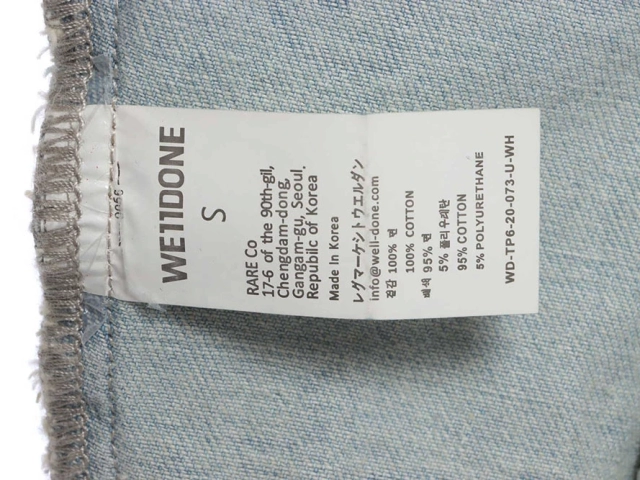 WE11DONE
S
RARE Co
17-6 of the 90th-gil,
Chengdam-dong,
Gangam-gu, Seoul.
Republic of Korea
Made In Korea
レグマーケシトウエルダン
info@well-done.com
겉감 100% 면
100% COTTON
배색 95% 면
5% 폴리우레탄
95% COTTON
5% POLYURETHANE
WD-TP6-20-073-U-WH